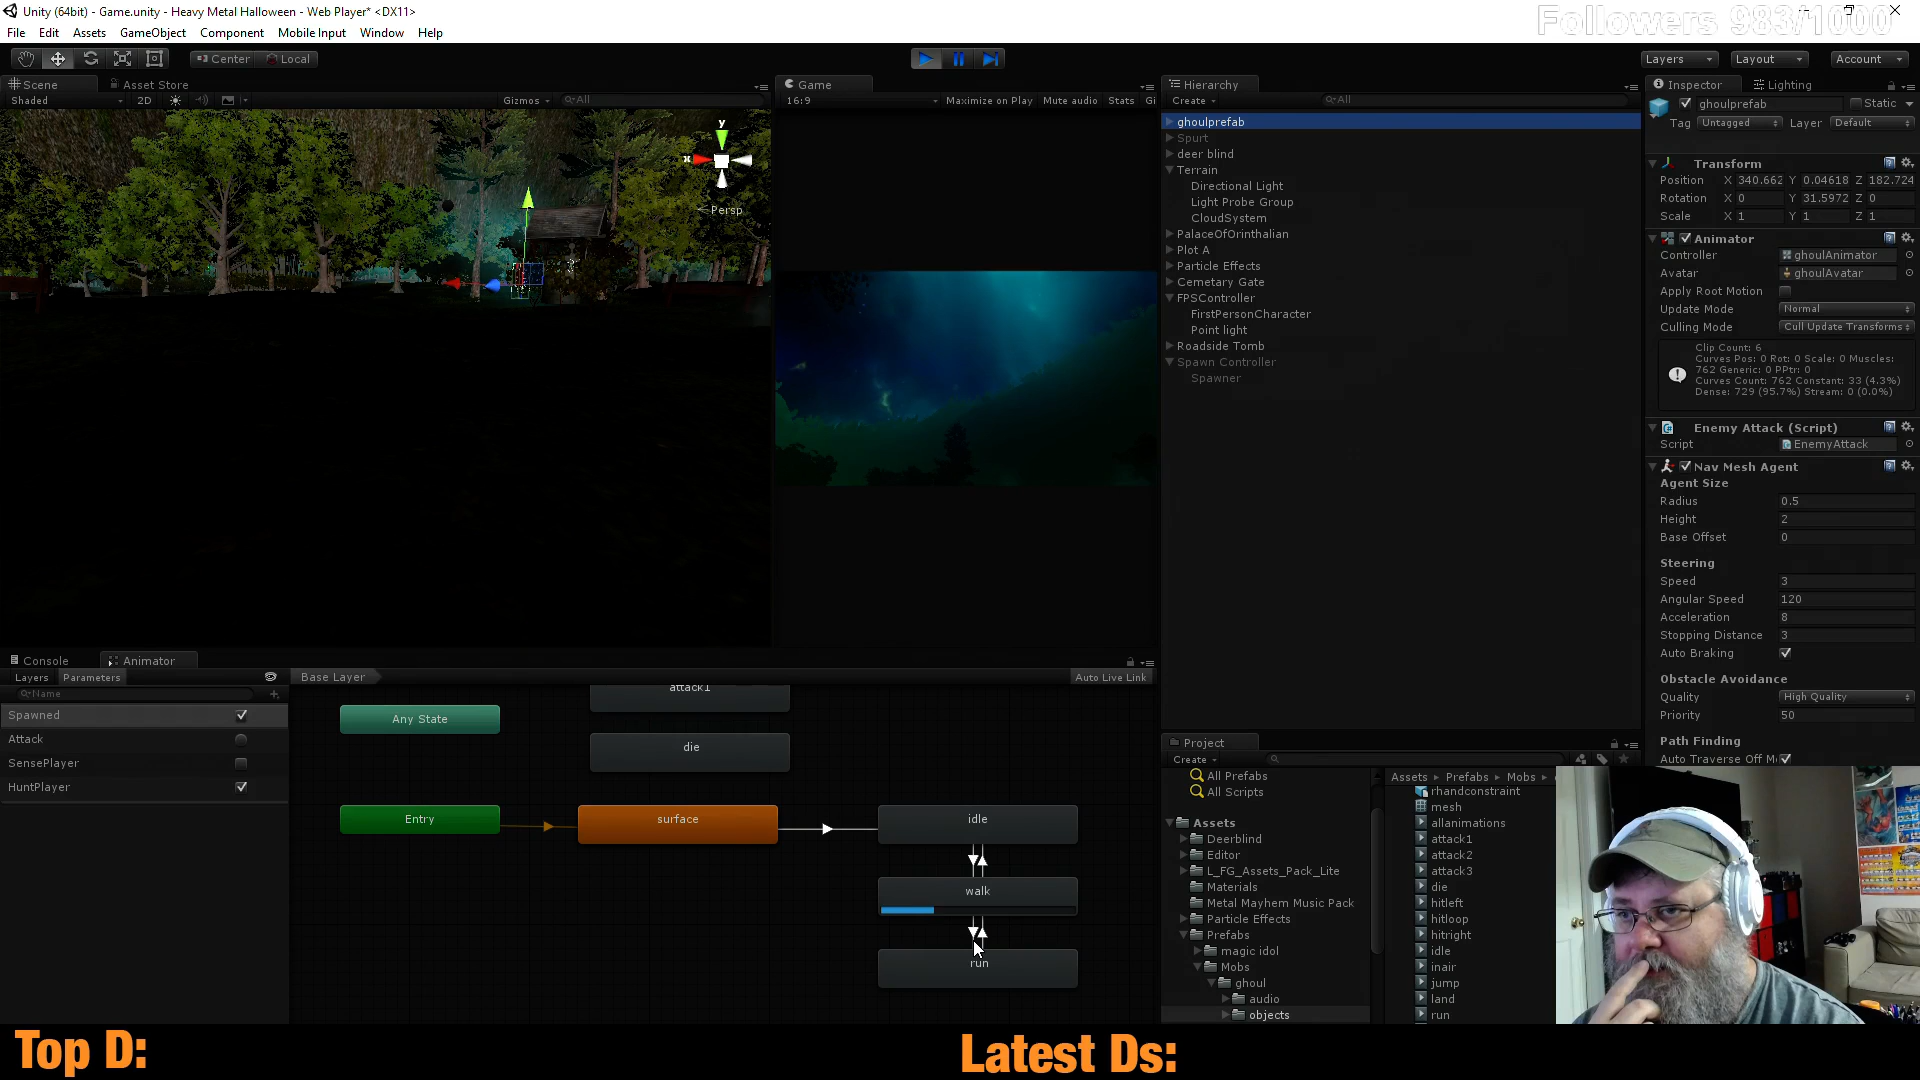 Unity (64bit) - Game.unity - Heavy Metal Halloween - Web Player* <DX11>
Followers 983/1000
File Edit Assets GameObject Component Mobile Input Window Help
Center Local
Layers Layout Account
Scene Asset Store
Shaded 2D Gizmos All
y
x
Persp
Game
16:9 Maximize on Play Mute audio Stats Gi
Hierarchy
Create All
ghoulprefab
Spurt
deer blind
Terrain
Directional Light
Light Probe Group
CloudSystem
PalaceOfOrinthalian
Plot A
Particle Effects
Cemetary Gate
FPSController
FirstPersonCharacter
Point light
Roadside Tomb
Spawn Controller
Spawner
Inspector Lighting
ghoulprefab Static
Tag Untagged Layer Default
Transform
Position X 340.662 Y 0.04618 Z 182.724
Rotation X 0 Y 31.5972 Z 0
Scale X 1 Y 1 Z 1
Animator
Controller ghoulAnimator
Avatar ghoulAvatar
Apply Root Motion
Update Mode Normal
Culling Mode Cull Update Transforms
Clip Count: 6
Curves Pos: 0 Rot: 0 Scale: 0 Muscles:
762 Generic: 0 PPtr: 0
Curves Count: 762 Constant: 33 (4.3%)
Dense: 729 (95.7%) Stream: 0 (0.0%)
Enemy Attack (Script)
Script EnemyAttack
Nav Mesh Agent
Agent Size
Radius 0.5
Height 2
Base Offset 0
Steering
Speed 3
Angular Speed 120
Acceleration 8
Stopping Distance 3
Auto Braking
Obstacle Avoidance
Quality High Quality
Priority 50
Path Finding
Auto Traverse Off M
Console Animator
Layers Parameters
Name
Spawned
Attack
SensePlayer
HuntPlayer
Base Layer Auto Live Link
attack1
Any State
die
Entry
surface
idle
walk
run
Project
Create
All Prefabs
All Scripts
Assets
Deerblind
Editor
L_FG_Assets_Pack_Lite
Materials
Metal Mayhem Music Pack
Particle Effects
Prefabs
magic idol
Mobs
ghoul
audio
objects
Assets Prefabs Mobs
rhandconstraint
mesh
allanimations
attack1
attack2
attack3
die
hitleft
hitloop
hitright
idle
inair
jump
land
run
Top D:
Latest Ds: